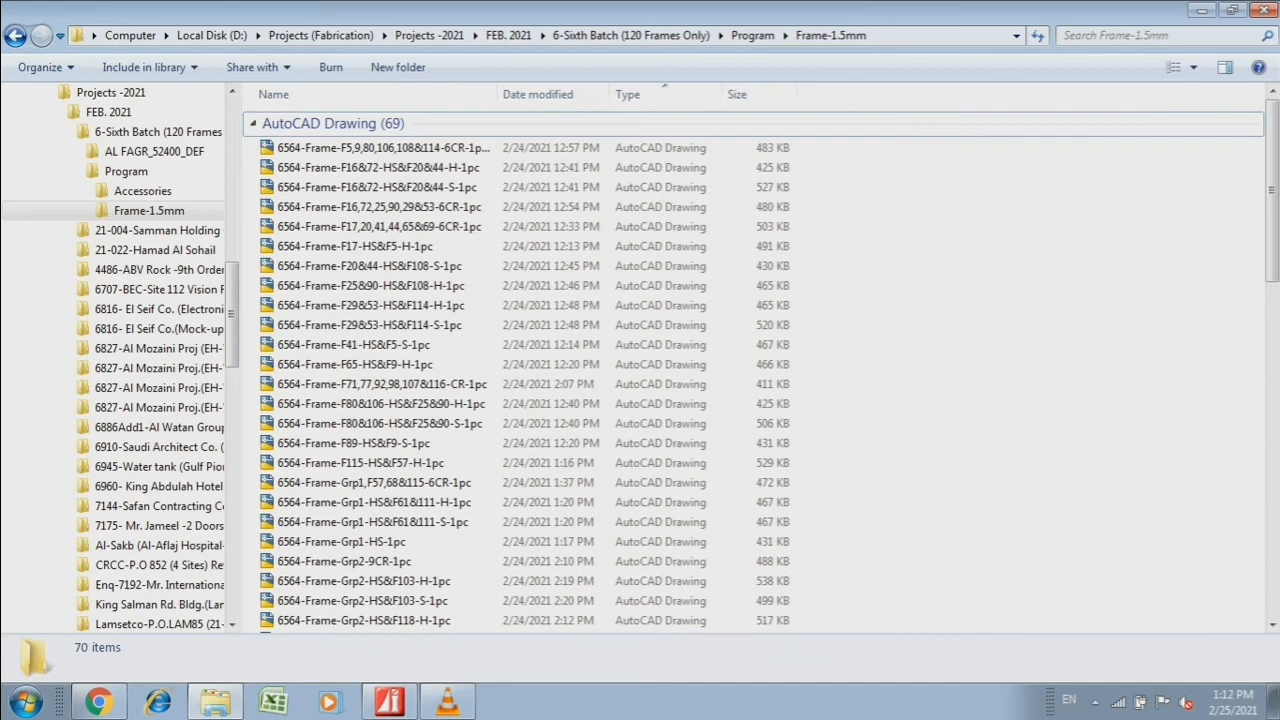 Computer ▸ Local Disk (D:) ▸ Projects (Fabrication) ▸ Projects -2021 ▸ FEB. 2021 ▸ 6-Sixth Batch (120 Frames Only) ▸ Program ▸ Frame-1.5mm
Search Frame-1.5mm
Organize Include in library Share with Burn New folder
Projects -2021
FEB. 2021
6-Sixth Batch (120 Frames
AL FAGR_52400_DEF
Program
Accessories
Frame-1.5mm
21-004-Samman Holding
21-022-Hamad Al Sohail
4486-ABV Rock -9th Order
6707-BEC-Site 112 Vision F
6816- El Seif Co. (Electroni
6816- El Seif Co.(Mock-up
6827-Al Mozaini Proj (EH-
6827-Al Mozaini Proj.(EH-
6827-Al Mozaini Proj.(EH-
6827-Al Mozaini Proj.(EH-
6886Add1-Al Watan Group
6910-Saudi Architect Co. (
6945-Water tank (Gulf Pion
6960- King Abdulah Hotel
7144-Safan Contracting Co
7175- Mr. Jameel -2 Doors
Al-Sakb (Al-Aflaj Hospital-
CRCC-P.O 852 (4 Sites) Re
Enq-7192-Mr. International
King Salman Rd. Bldg.(Lam
Lamsetco-P.O.LAM85 (21-
Name Date modified Type Size
AutoCAD Drawing (69)
6564-Frame-F5,9,80,106,108&114-6CR-1p... 2/24/2021 12:57 PM AutoCAD Drawing 483 KB
6564-Frame-F16&72-HS&F20&44-H-1pc 2/24/2021 12:41 PM AutoCAD Drawing 425 KB
6564-Frame-F16&72-HS&F20&44-S-1pc 2/24/2021 12:41 PM AutoCAD Drawing 527 KB
6564-Frame-F16,72,25,90,29&53-6CR-1pc 2/24/2021 12:54 PM AutoCAD Drawing 480 KB
6564-Frame-F17,20,41,44,65&69-6CR-1pc 2/24/2021 12:33 PM AutoCAD Drawing 503 KB
6564-Frame-F17-HS&F5-H-1pc 2/24/2021 12:13 PM AutoCAD Drawing 491 KB
6564-Frame-F20&44-HS&F108-S-1pc 2/24/2021 12:45 PM AutoCAD Drawing 430 KB
6564-Frame-F25&90-HS&F108-H-1pc 2/24/2021 12:46 PM AutoCAD Drawing 465 KB
6564-Frame-F29&53-HS&F114-H-1pc 2/24/2021 12:48 PM AutoCAD Drawing 465 KB
6564-Frame-F29&53-HS&F114-S-1pc 2/24/2021 12:48 PM AutoCAD Drawing 520 KB
6564-Frame-F41-HS&F5-S-1pc 2/24/2021 12:14 PM AutoCAD Drawing 467 KB
6564-Frame-F65-HS&F9-H-1pc 2/24/2021 12:20 PM AutoCAD Drawing 466 KB
6564-Frame-F71,77,92,98,107&116-CR-1pc 2/24/2021 2:07 PM AutoCAD Drawing 411 KB
6564-Frame-F80&106-HS&F25&90-H-1pc 2/24/2021 12:40 PM AutoCAD Drawing 425 KB
6564-Frame-F80&106-HS&F25&90-S-1pc 2/24/2021 12:40 PM AutoCAD Drawing 506 KB
6564-Frame-F89-HS&F9-S-1pc 2/24/2021 12:20 PM AutoCAD Drawing 431 KB
6564-Frame-F115-HS&F57-H-1pc 2/24/2021 1:16 PM AutoCAD Drawing 529 KB
6564-Frame-Grp1,F57,68&115-6CR-1pc 2/24/2021 1:37 PM AutoCAD Drawing 472 KB
6564-Frame-Grp1-HS&F61&111-H-1pc 2/24/2021 1:20 PM AutoCAD Drawing 467 KB
6564-Frame-Grp1-HS&F61&111-S-1pc 2/24/2021 1:20 PM AutoCAD Drawing 467 KB
6564-Frame-Grp1-HS-1pc 2/24/2021 1:17 PM AutoCAD Drawing 431 KB
6564-Frame-Grp2-9CR-1pc 2/24/2021 2:10 PM AutoCAD Drawing 488 KB
6564-Frame-Grp2-HS&F103-H-1pc 2/24/2021 2:19 PM AutoCAD Drawing 538 KB
6564-Frame-Grp2-HS&F103-S-1pc 2/24/2021 2:20 PM AutoCAD Drawing 499 KB
6564-Frame-Grp2-HS&F118-H-1pc 2/24/2021 2:12 PM AutoCAD Drawing 517 KB
70 items
EN
1:12 PM
2/25/2021